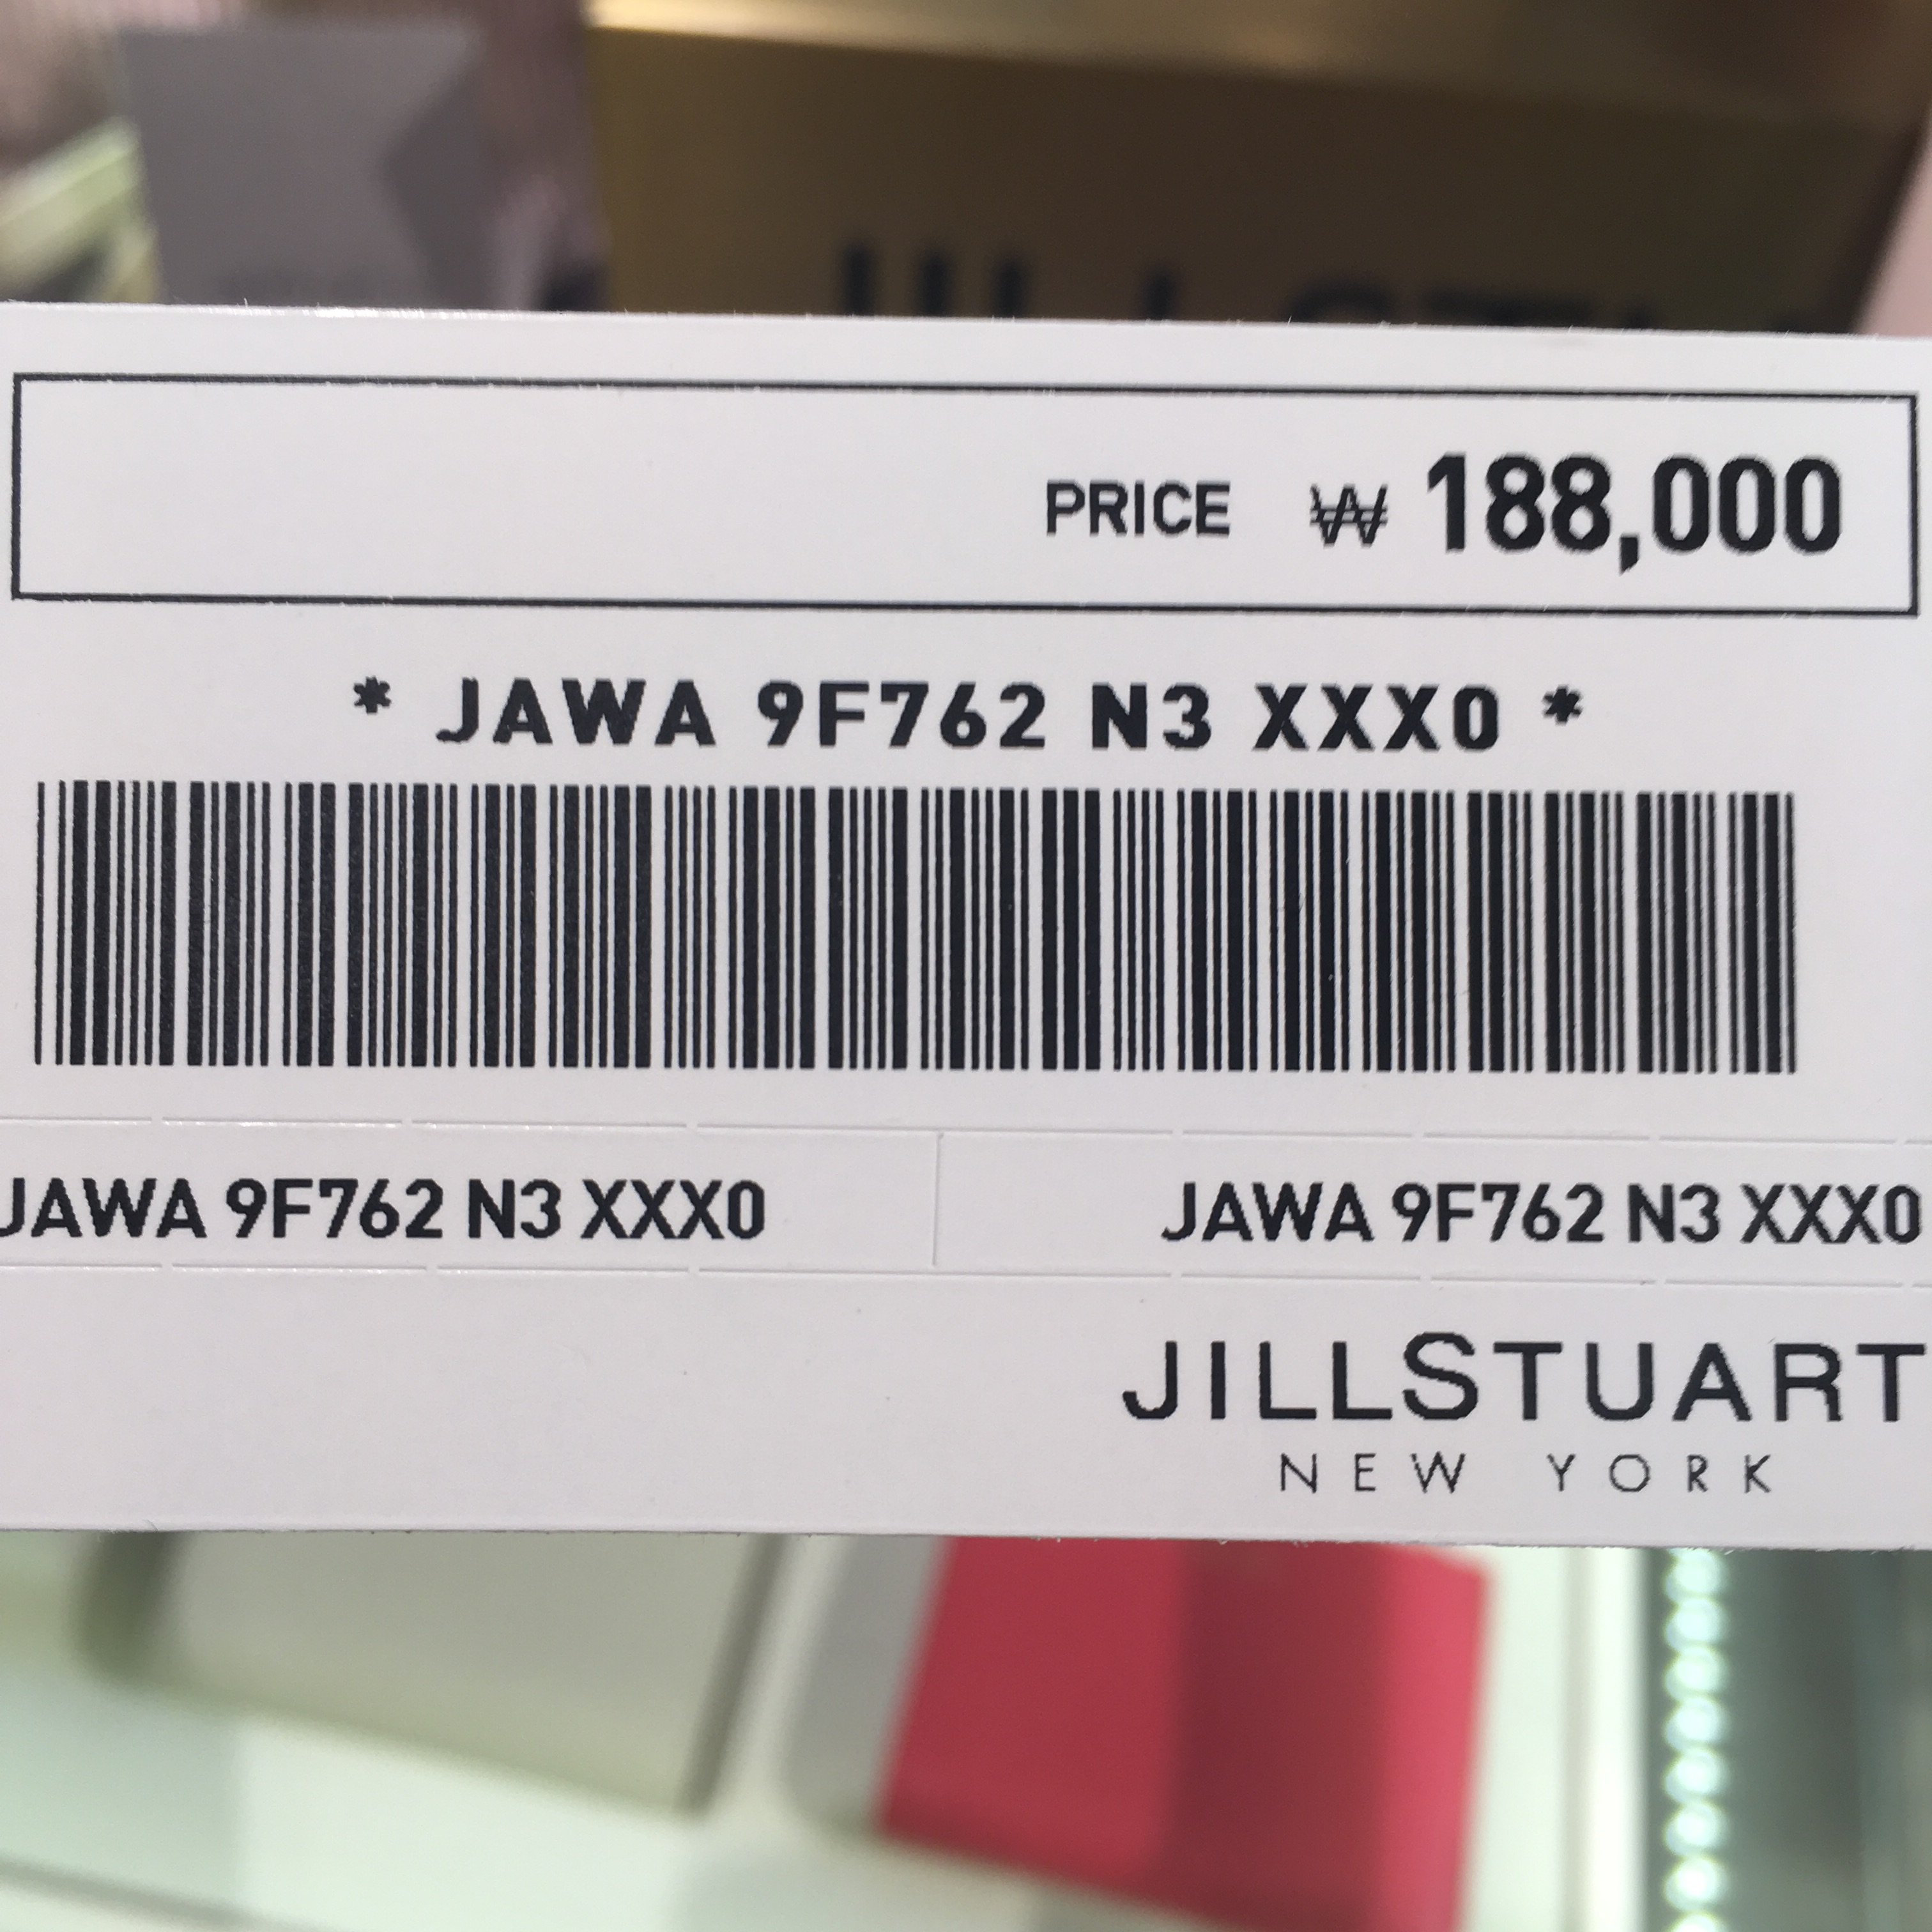 PRICE ₩ 188,000
* JAWA 9F762 N3 XXX0 *
JAWA 9F762 N3 XXX0 JAWA 9F762 N3 XXX0
JILLSTUART
NEW YORK